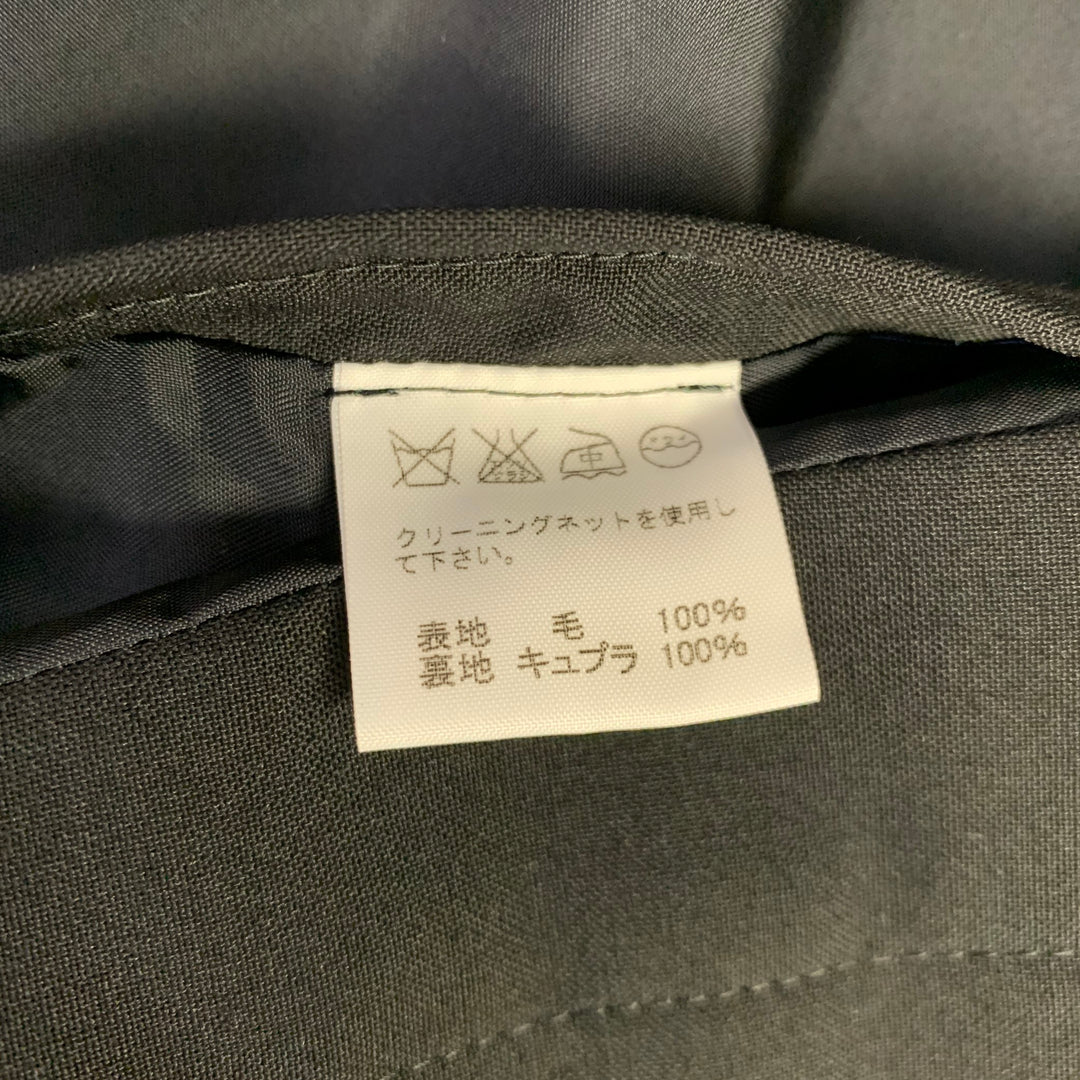 中
クリーニングネットを使用し
て下さい。
表地 毛 100%
裏地 キュプラ 100%